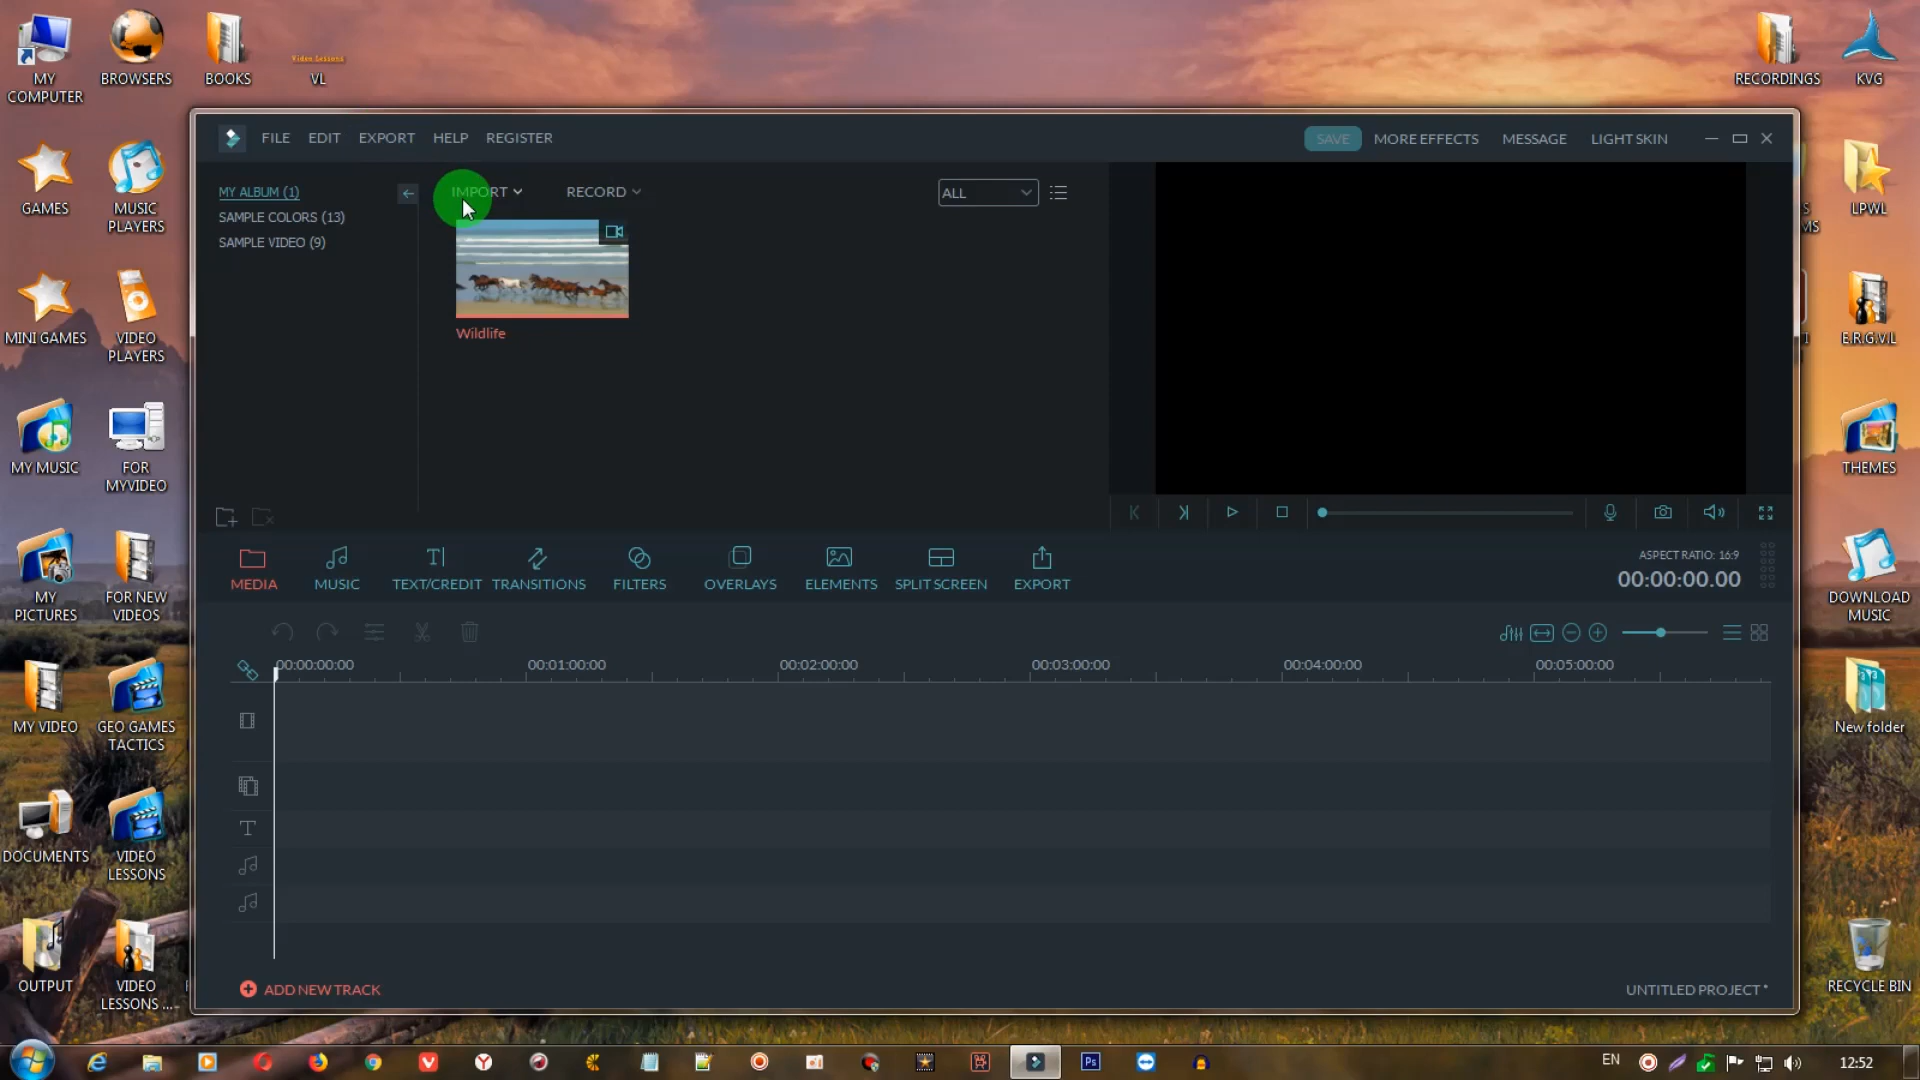 MY COMPUTER
BROWSERS
BOOKS
Video Lessons
VL
RECORDINGS
KVG
FILE
EDIT
EXPORT
HELP
REGISTER
SAVE
MORE EFFECTS
MESSAGE
LIGHT SKIN
MY ALBUM (1)
SAMPLE COLORS (13)
SAMPLE VIDEO (9)
IMPORT
RECORD
ALL
Wildlife
GAMES
MUSIC PLAYERS
LPWL
MINI GAMES
VIDEO PLAYERS
E.R.G.V.L
MY MUSIC
FOR MYVIDEO
THEMES
MY PICTURES
FOR NEW VIDEOS
DOWNLOAD MUSIC
MEDIA
MUSIC
TEXT/CREDIT
TRANSITIONS
FILTERS
OVERLAYS
ELEMENTS
SPLIT SCREEN
EXPORT
ASPECT RATIO: 16:9
00:00:00.00
00:00:00:00
00:01:00:00
00:02:00:00
00:03:00:00
00:04:00:00
00:05:00:00
MY VIDEO
GEO GAMES TACTICS
New folder
DOCUMENTS
VIDEO LESSONS
OUTPUT
VIDEO LESSONS ...
RECYCLE BIN
ADD NEW TRACK
UNTITLED PROJECT *
Ps
EN
12:52